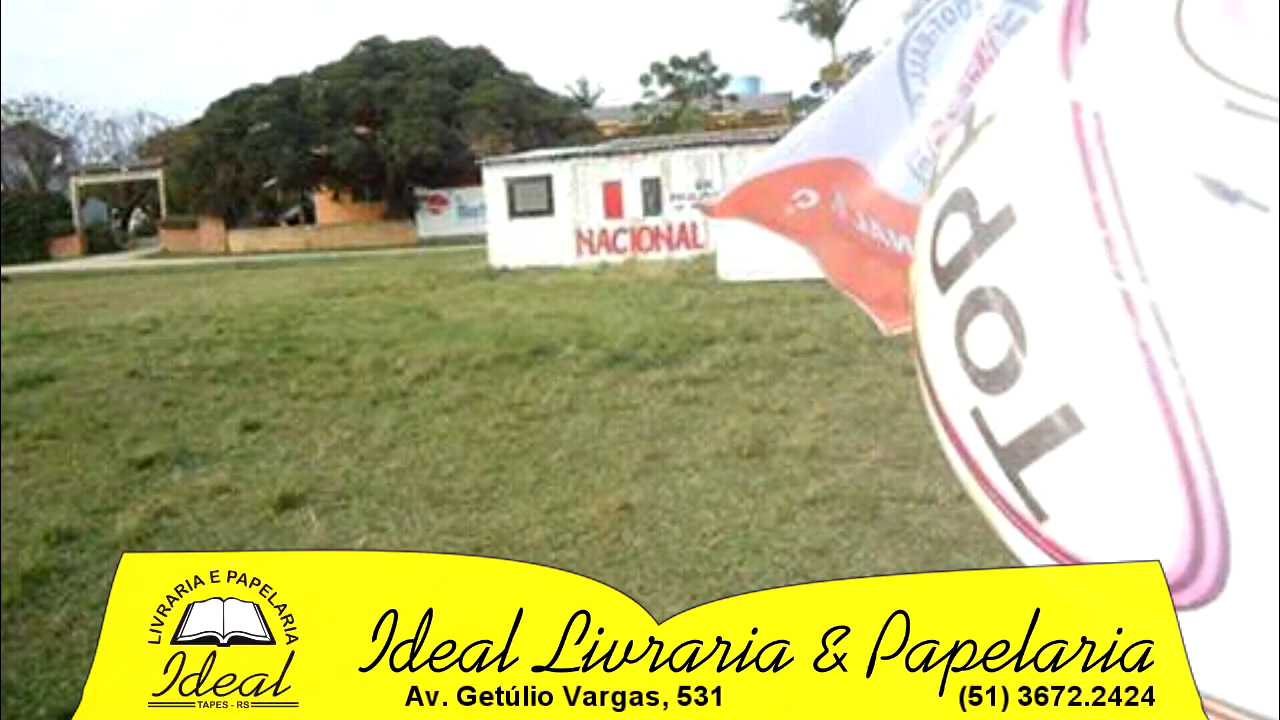 NACIONAL
TOP
LIVRARIA E PAPELARIA
Ideal
TAPES - RS
Ideal Livraria & Papelaria
Av. Getúlio Vargas, 531
(51) 3672.2424